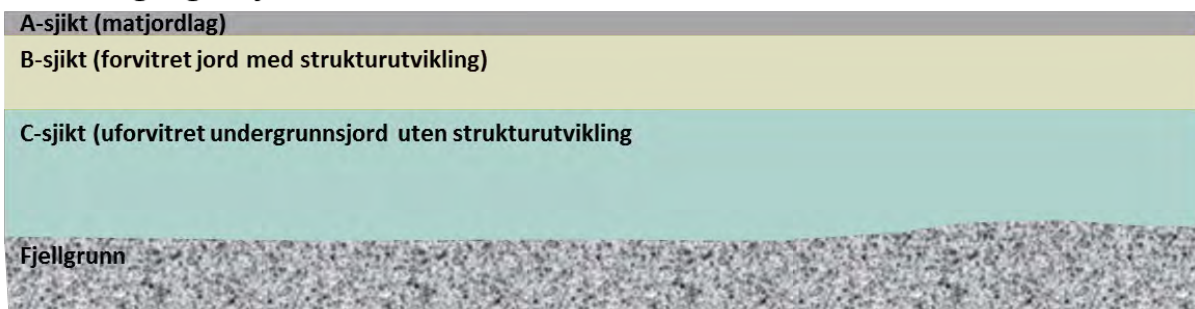 A-sjikt (matjordlag)
B-sjikt (forvitret jord med strukturutvikling)
C-sjikt (uforvitret undergrunnsjord uten strukturutvikling
Fjellgrunn